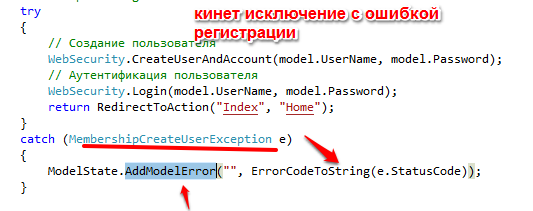 кинет исключение с ошибкой
регистрации
try
{
// Создание пользователя
WebSecurity.CreateUserAndAccount(model.UserName, model.Password);
// Аутентификация пользователя
WebSecurity.Login(model.UserName, model.Password);
return RedirectToAction("Index", "Home");
}
catch (MembershipCreateUserException e)
{
ModelState.AddModelError("", ErrorCodeToString(e.StatusCode));
}